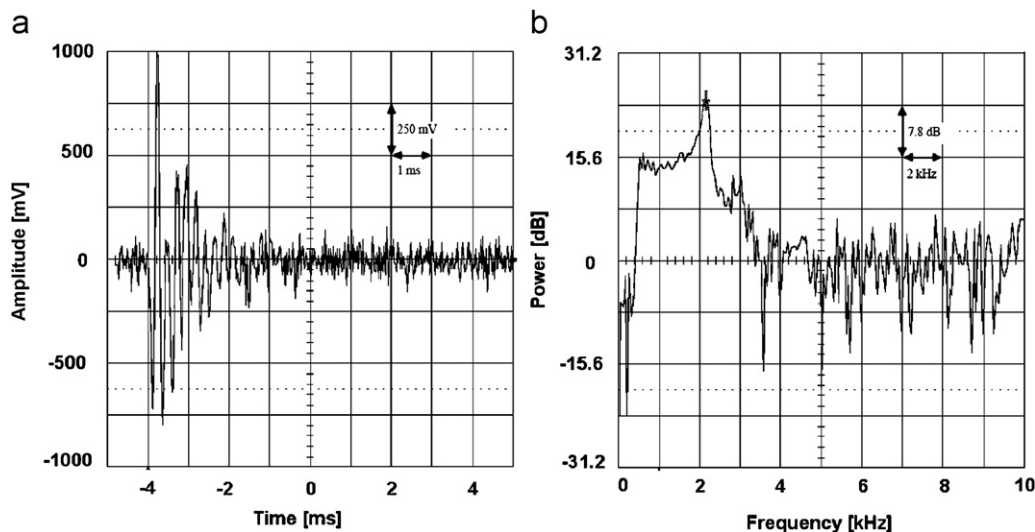 a
1000
500
0
-500
-1000
Amplitude [mV]
250 mV
1 ms
-4
-2
0
2
4
Time [ms]
b
31.2
15.6
0
-15.6
-31.2
Power [dB]
7.8 dB
2 kHz
0
2
4
6
8
10
Frequency [kHz]